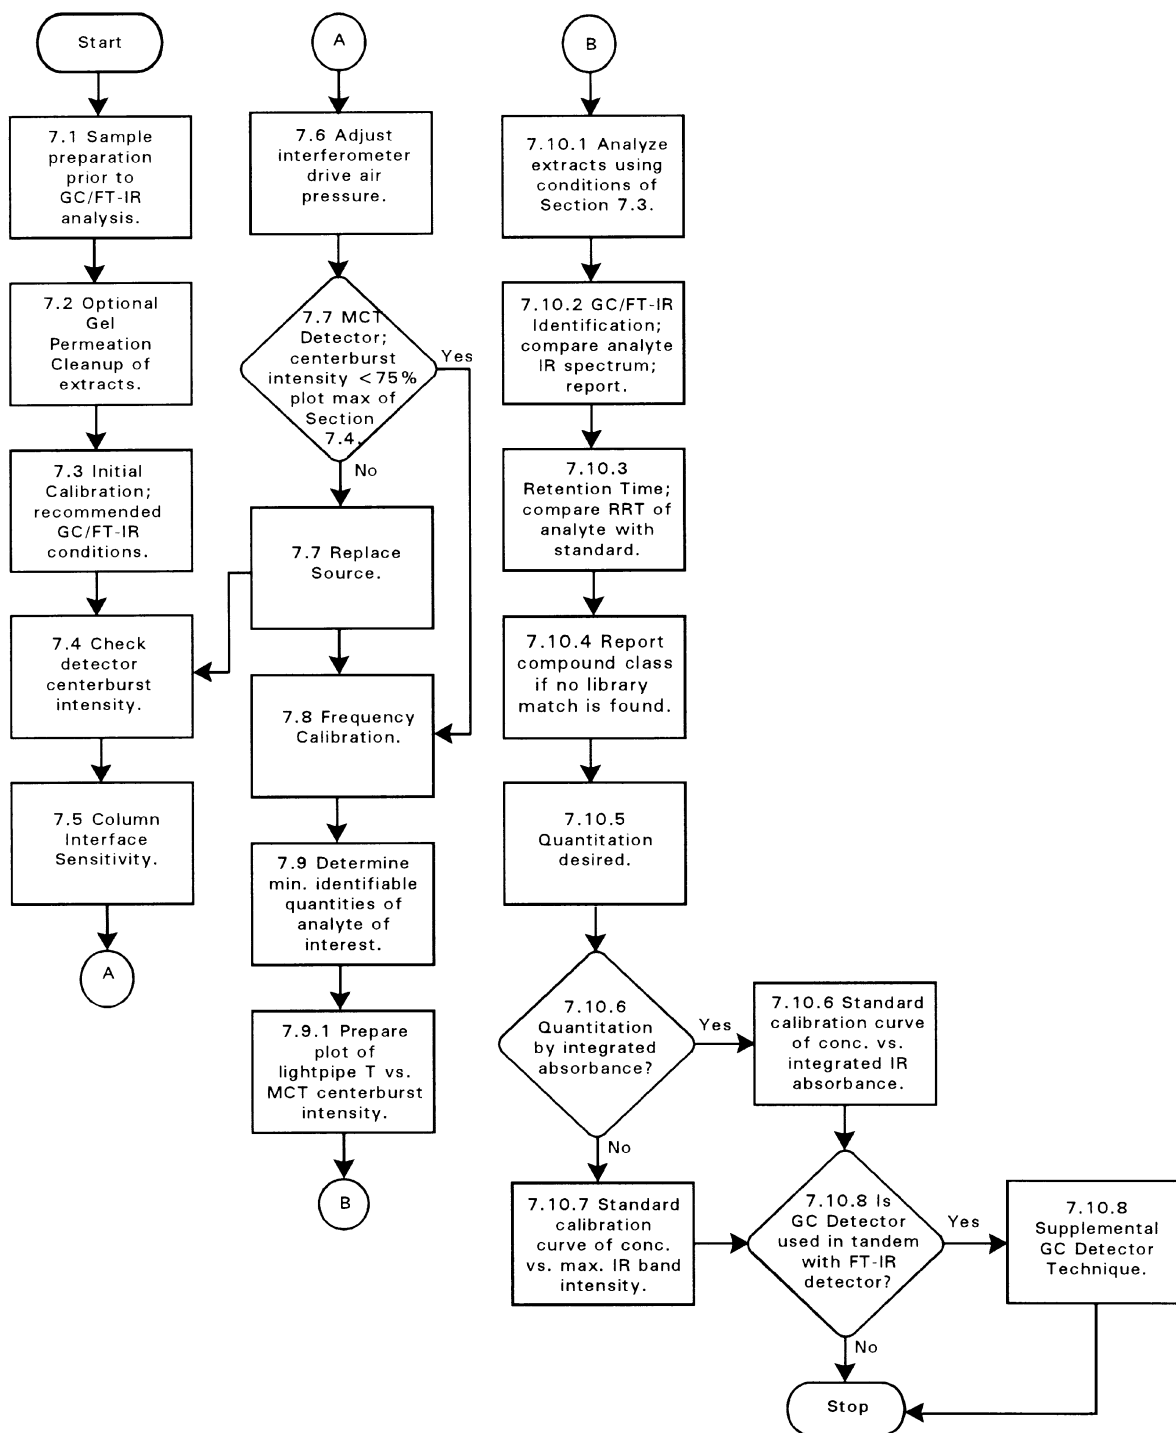 Start
7.1 Sample
preparation
prior to
GC/FT-IR
analysis.
7.2 Optional
Gel
Permeation
Cleanup of
extracts.
7.3 Initial
Calibration;
recommended
GC/FT-IR
conditions.
7.4 Check
detector
centerburst
intensity.
7.5 Column
Interface
Sensitivity.
A
A
7.6 Adjust
interferometer
drive air
pressure.
7.7 MCT
Detector;
centerburst
intensity <75%
plot max of
Section
7.4.
Yes
No
7.7 Replace
Source.
7.8 Frequency
Calibration.
7.9 Determine
min. identifiable
quantities of
analyte of
interest.
7.9.1 Prepare
plot of
lightpipe T vs.
MCT centerburst
intensity.
B
B
7.10.1 Analyze
extracts using
conditions of
Section 7.3.
7.10.2 GC/FT-IR
Identification;
compare analyte
IR spectrum;
report.
7.10.3
Retention Time;
compare RRT of
analyte with
standard.
7.10.4 Report
compound class
if no library
match is found.
7.10.5
Quantitation
desired.
7.10.6
Quantitation
by integrated
absorbance?
Yes
No
7.10.6 Standard
calibration curve
of conc. vs.
integrated IR
absorbance.
7.10.7 Standard
calibration
curve of conc.
vs. max. IR band
intensity.
7.10.8 Is
GC Detector
used in tandem
with FT-IR
detector?
Yes
No
7.10.8
Supplemental
GC Detector
Technique.
Stop